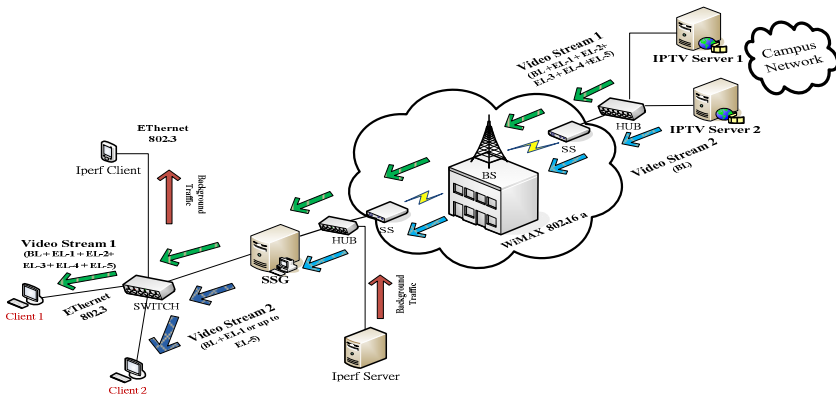 Video Stream 1
(BL+EL-1+EL-2+
EL-3+EL-4+EL-5)
IPTV Server 1
Campus
Network
HUB
IPTV Server 2
SS
Video Stream 2
(BL)
BS
WiMAX 802.16 a
EThernet
802.3
Iperf Client
Background
Traffic
SS
HUB
SSG
Video Stream 1
(BL+EL-1+EL-2+
EL-3+EL-4+EL-5)
SWITCH
EThernet
802.3
Client 1
Video Stream 2
(BL+EL-1 or up to
EL-5)
Client 2
Background
Traffic
Iperf Server